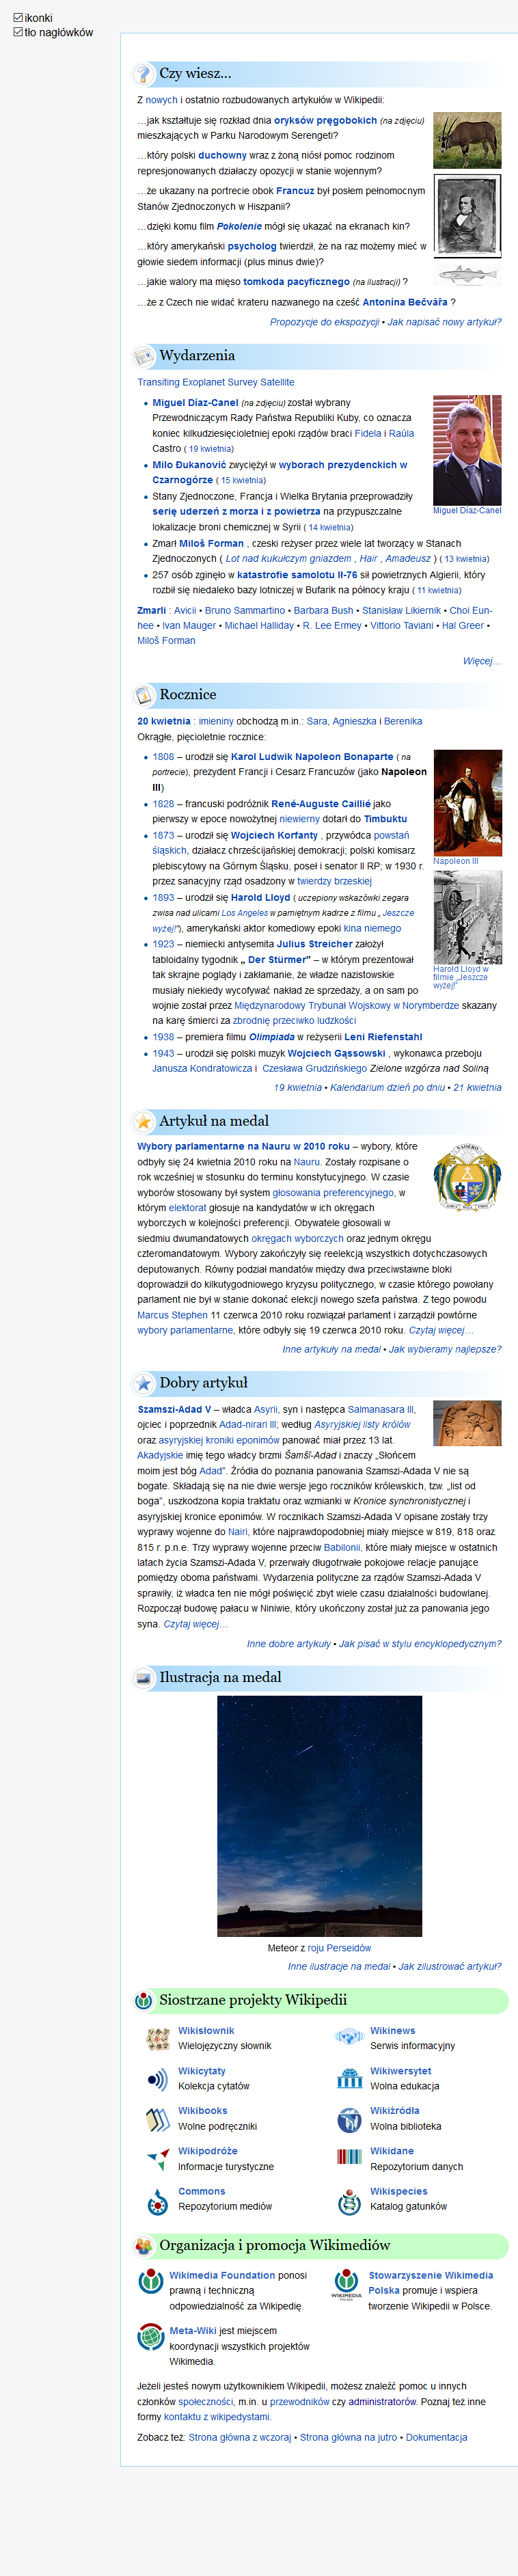 ikonki
tło nagłówków
Czy wiesz…
Z nowych i ostatnio rozbudowanych artykułów w Wikipedii:
…jak kształtuje się rozkład dnia oryksów pręgobokich (na zdjęciu)
mieszkających w Parku Narodowym Serengeti?
…który polski duchowny wraz z żoną niósł pomoc rodzinom
represjonowanych działaczy opozycji w stanie wojennym?
…że ukazany na portrecie obok Francuz był posłem pełnomocnym
Stanów Zjednoczonych w Hiszpanii?
…dzięki komu film Pokolenie mógł się ukazać na ekranach kin?
…który amerykański psycholog twierdził, że na raz możemy mieć w
głowie siedem informacji (plus minus dwie)?
…jakie walory ma mięso tomkoda pacyficznego (na ilustracji) ?
…że z Czech nie widać krateru nazwanego na cześć Antonína Bečvářa ?
Propozycje do ekspozycji • Jak napisać nowy artykuł?
Wydarzenia
Transiting Exoplanet Survey Satellite
Miguel Díaz-Canel (na zdjęciu) został wybrany
Przewodniczącym Rady Państwa Republiki Kuby, co oznacza
koniec kilkudziesięcioletniej epoki rządów braci Fidela i Raúla
Castro ( 19 kwietnia)
Milo Đukanović zwyciężył w wyborach prezydenckich w
Czarnogórze ( 15 kwietnia)
Stany Zjednoczone, Francja i Wielka Brytania przeprowadziły
serię uderzeń z morza i z powietrza na przypuszczalne
lokalizacje broni chemicznej w Syrii ( 14 kwietnia)
Miguel Díaz-Canel
Zmarł Miloš Forman , czeski reżyser przez wiele lat tworzący w Stanach
Zjednoczonych ( Lot nad kukułczym gniazdem , Hair , Amadeusz ) ( 13 kwietnia)
257 osób zginęło w katastrofie samolotu Il-76 sił powietrznych Algierii, który
rozbił się niedaleko bazy lotniczej w Bufarik na północy kraju ( 11 kwietnia)
Zmarli : Avicii • Bruno Sammartino • Barbara Bush • Stanisław Likiernik • Choi Eun-
hee • Ivan Mauger • Michael Halliday • R. Lee Ermey • Vittorio Taviani • Hal Greer •
Miloš Forman
Więcej…
Rocznice
20 kwietnia : imieniny obchodzą m.in.: Sara, Agnieszka i Berenika
Okrągłe, pięcioletnie rocznice:
1808 – urodził się Karol Ludwik Napoleon Bonaparte ( na
portrecie), prezydent Francji i Cesarz Francuzów (jako Napoleon
III)
1828 – francuski podróżnik René-Auguste Caillié jako
pierwszy w epoce nowożytnej niewierny dotarł do Timbuktu
1873 – urodził się Wojciech Korfanty , przywódca powstań
śląskich, działacz chrześcijańskiej demokracji; polski komisarz
plebiscytowy na Górnym Śląsku, poseł i senator II RP; w 1930 r.
przez sanacyjny rząd osadzony w twierdzy brzeskiej
Napoleon III
1893 – urodził się Harold Lloyd ( uczepiony wskazówki zegara
zwisa nad ulicami Los Angeles w pamiętnym kadrze z filmu „ Jeszcze
wyżej!"), amerykański aktor komediowy epoki kina niemego
1923 – niemiecki antysemita Julius Streicher założył
tabloidalny tygodnik „ Der Stürmer" – w którym prezentował
tak skrajne poglądy i zakłamanie, że władze nazistowskie
musiały niekiedy wycofywać nakład ze sprzedaży, a on sam po
Harold Lloyd w
filmie „Jeszcze
wyżej!"
wojnie został przez Międzynarodowy Trybunał Wojskowy w Norymberdze skazany
na karę śmierci za zbrodnię przeciwko ludzkości
1938 – premiera filmu Olimpiada w reżyserii Leni Riefenstahl
1943 – urodził się polski muzyk Wojciech Gąssowski , wykonawca przeboju
Janusza Kondratowicza i Czesława Grudzińskiego Zielone wzgórza nad Soliną
19 kwietnia • Kalendarium dzień po dniu • 21 kwietnia
Artykuł na medal
Wybory parlamentarne na Nauru w 2010 roku – wybory, które
odbyły się 24 kwietnia 2010 roku na Nauru. Zostały rozpisane o
rok wcześniej w stosunku do terminu konstytucyjnego. W czasie
wyborów stosowany był system głosowania preferencyjnego, w
którym elektorat głosuje na kandydatów w ich okręgach
wyborczych w kolejności preferencji. Obywatele głosowali w
siedmiu dwumandatowych okręgach wyborczych oraz jednym okręgu
czteromandatowym. Wybory zakończyły się reelekcją wszystkich dotychczasowych
deputowanych. Równy podział mandatów między dwa przeciwstawne bloki
doprowadził do kilkutygodniowego kryzysu politycznego, w czasie którego powołany
parlament nie był w stanie dokonać elekcji nowego szefa państwa. Z tego powodu
Marcus Stephen 11 czerwca 2010 roku rozwiązał parlament i zarządził powtórne
wybory parlamentarne, które odbyły się 19 czerwca 2010 roku. Czytaj więcej…
Inne artykuły na medal • Jak wybieramy najlepsze?
Dobry artykuł
Szamszi-Adad V – władca Asyrii, syn i następca Salmanasara III,
ojciec i poprzednik Adad-nirari III; według Asyryjskiej listy królów
oraz asyryjskiej kroniki eponimów panować miał przez 13 lat.
Akadyjskie imię tego władcy brzmi Šamšī-Adad i znaczy „Słońcem
moim jest bóg Adad". Źródła do poznania panowania Szamszi-Adada V nie są
bogate. Składają się na nie dwie wersje jego roczników królewskich, tzw. „list od
boga", uszkodzona kopia traktatu oraz wzmianki w Kronice synchronistycznej i
asyryjskiej kronice eponimów. W rocznikach Szamszi-Adada V opisane zostały trzy
wyprawy wojenne do Nairi, które najprawdopodobniej miały miejsce w 819, 818 oraz
815 r. p.n.e. Trzy wyprawy wojenne przeciw Babilonii, które miały miejsce w ostatnich
latach życia Szamszi-Adada V, przerwały długotrwałe pokojowe relacje panujące
pomiędzy oboma państwami. Wydarzenia polityczne za rządów Szamszi-Adada V
sprawiły, iż władca ten nie mógł poświęcić zbyt wiele czasu działalności budowlanej.
Rozpoczął budowę pałacu w Niniwie, który ukończony został już za panowania jego
syna. Czytaj więcej…
Inne dobre artykuły • Jak pisać w stylu encyklopedycznym?
Ilustracja na medal
Meteor z roju Perseidów
Inne ilustracje na medal • Jak zilustrować artykuł?
Siostrzane projekty Wikipedii
Wikisłownik
Wielojęzyczny słownik
Wikinews
Serwis informacyjny
Wikicytaty
Kolekcja cytatów
Wikiwersytet
Wolna edukacja
Wikibooks
Wolne podręczniki
Wikiźródła
Wolna biblioteka
Wikipodróże
Informacje turystyczne
Wikidane
Repozytorium danych
Commons
Repozytorium mediów
Wikispecies
Katalog gatunków
Organizacja i promocja Wikimediów
Wikimedia Foundation ponosi
prawną i techniczną
odpowiedzialność za Wikipedię.
WIKIMEDIA
POLSKA
Stowarzyszenie Wikimedia
Polska promuje i wspiera
tworzenie Wikipedii w Polsce.
Meta-Wiki jest miejscem
koordynacji wszystkich projektów
Wikimedia.
Jeżeli jesteś nowym użytkownikiem Wikipedii, możesz znaleźć pomoc u innych
członków społeczności, m.in. u przewodników czy administratorów. Poznaj też inne
formy kontaktu z wikipedystami.
Zobacz też: Strona główna z wczoraj • Strona główna na jutro • Dokumentacja